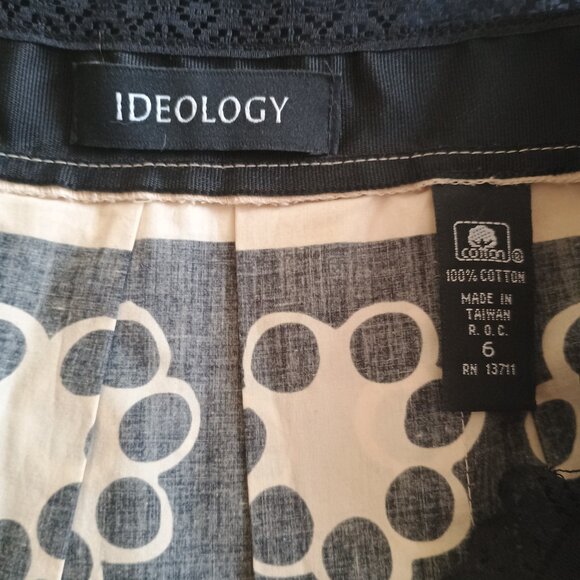 IDEOLOGY
cotton®
100% COTTON
MADE IN
TAIWAN
R. O. C.
6
RN 13711